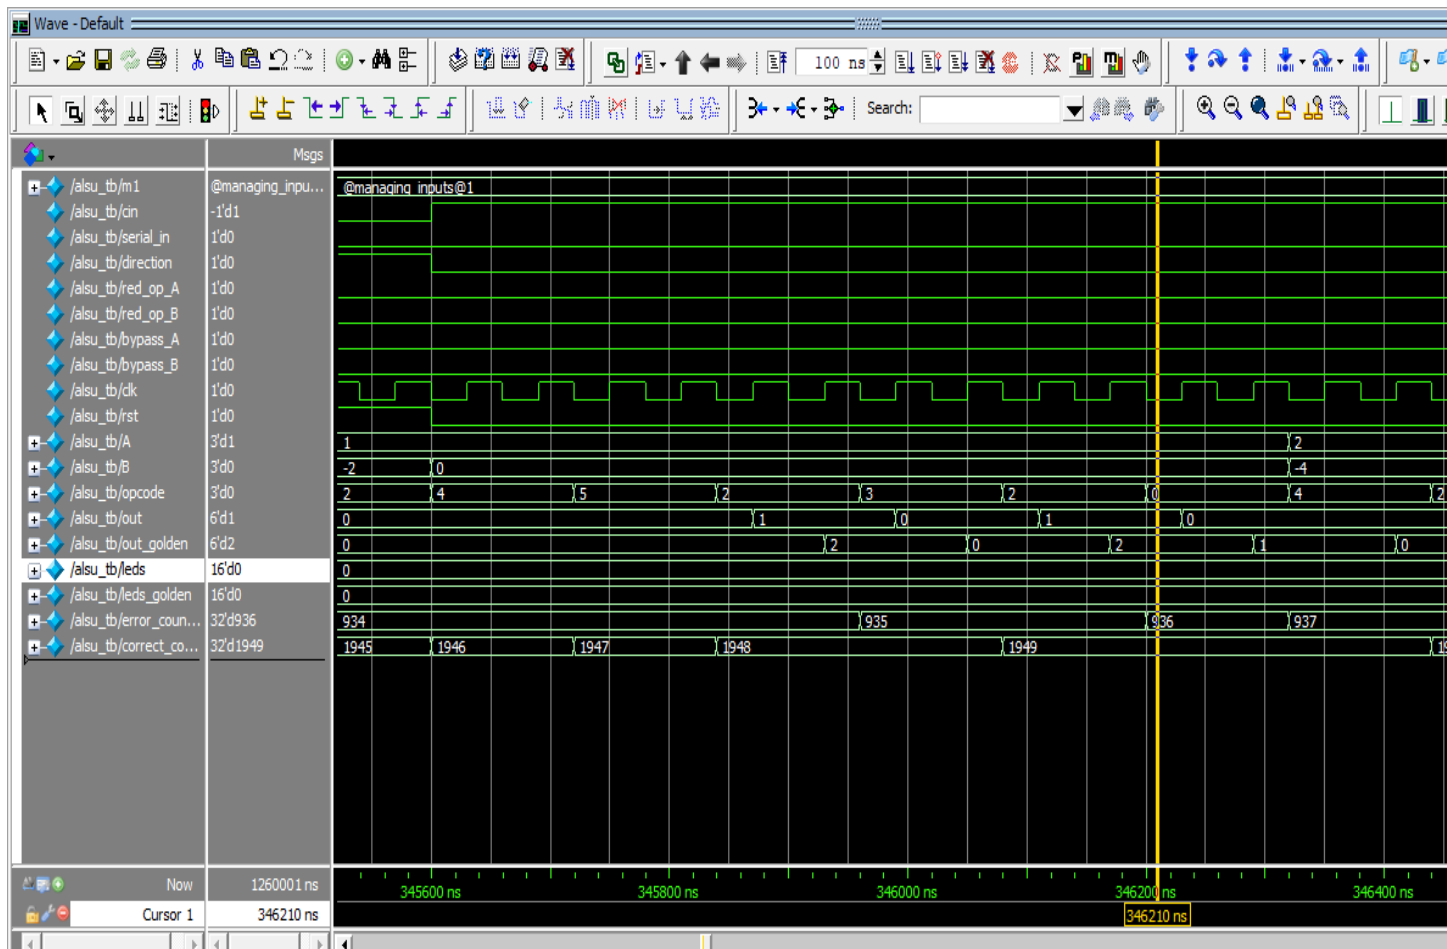 Wave - Default
100 ns
Search:
Msgs
/alsu_tb/m1 @managing_inpu... @managing_inputs@1
/alsu_tb/cin -1'd1
/alsu_tb/serial_in 1'd0
/alsu_tb/direction 1'd0
/alsu_tb/red_op_A 1'd0
/alsu_tb/red_op_B 1'd0
/alsu_tb/bypass_A 1'd0
/alsu_tb/bypass_B 1'd0
/alsu_tb/clk 1'd0
/alsu_tb/rst 1'd0
/alsu_tb/A 3'd1 1 2
/alsu_tb/B 3'd0 -2 0 -4
/alsu_tb/opcode 3'd0 2 4 5 2 3 2 0 4 2
/alsu_tb/out 6'd1 0 1 0 1 0
/alsu_tb/out_golden 6'd2 0 2 0 2 1 0
/alsu_tb/leds 16'd0 0
/alsu_tb/leds_golden 16'd0 0
/alsu_tb/error_coun... 32'd936 934 935 936 937
/alsu_tb/correct_co... 32'd1949 1945 1946 1947 1948 1949
Now 1260001 ns 345600 ns 345800 ns 346000 ns 346200 ns 346400 ns
Cursor 1 346210 ns 346210 ns